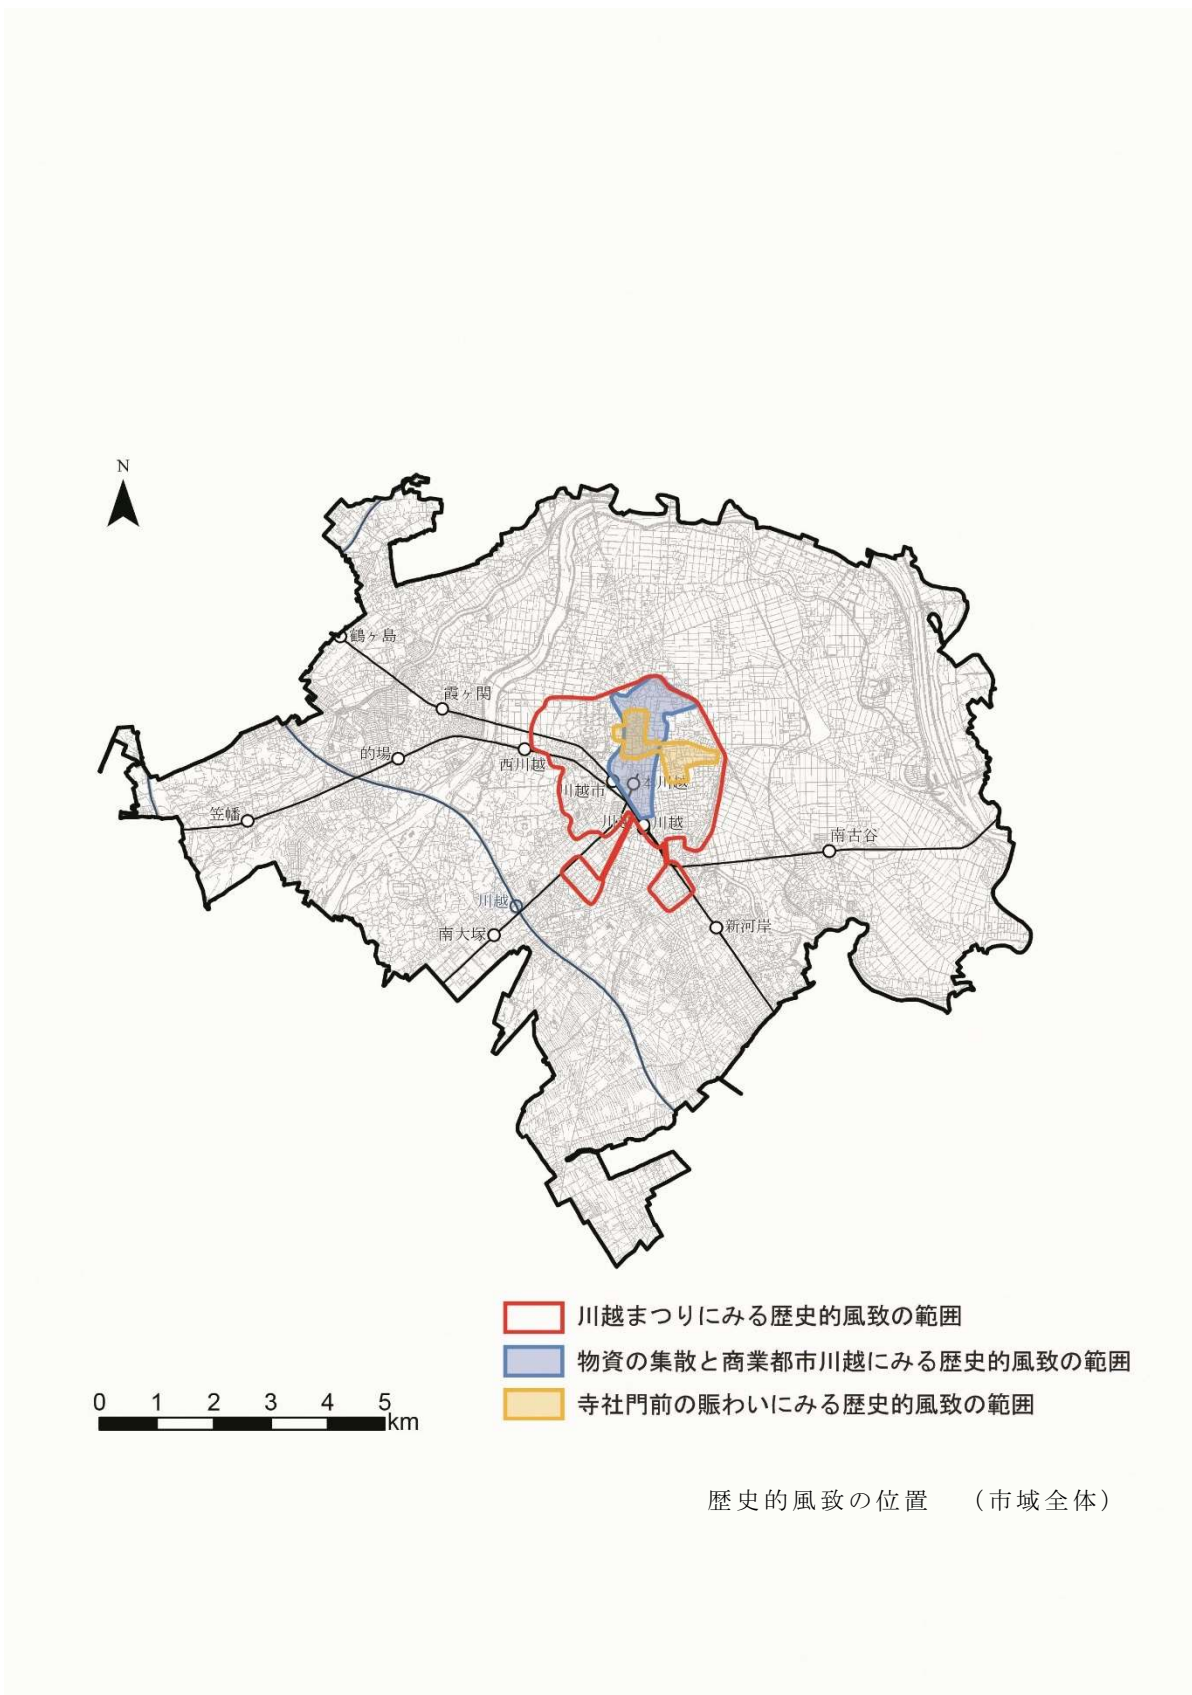 N
鶴ヶ島
霞ヶ関
的場
西川越
川越市
本川越
笠幡
川越
南古谷
川越
新河岸
南大塚
川越まつりにみる歴史的風致の範囲
物資の集散と商業都市川越にみる歴史的風致の範囲
寺社門前の賑わいにみる歴史的風致の範囲
0 1 2 3 4 5
km
歴史的風致の位置 （市域全体）